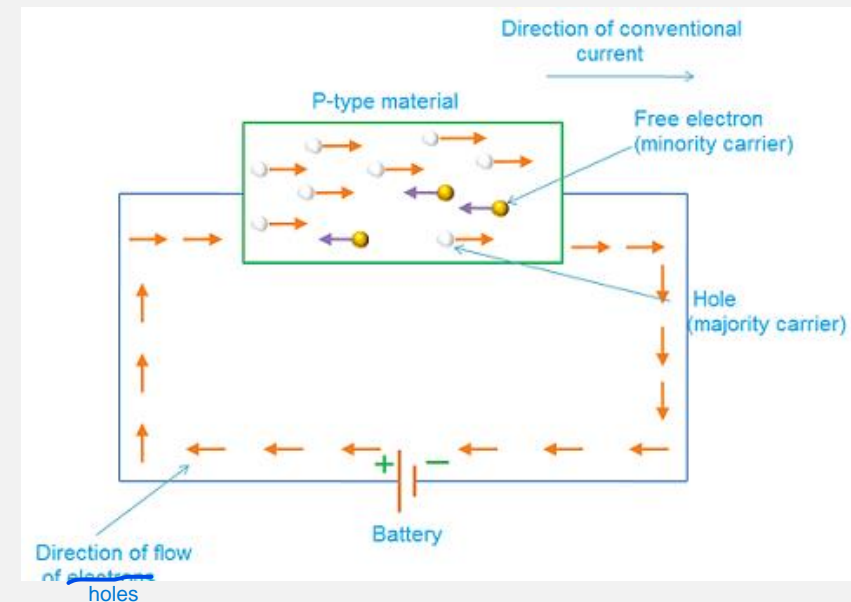 Direction of conventional
current
P-type material
Free electron
(minority carrier)
Hole
(majority carrier)
+
−
Battery
Direction of flow
of electrons
holes